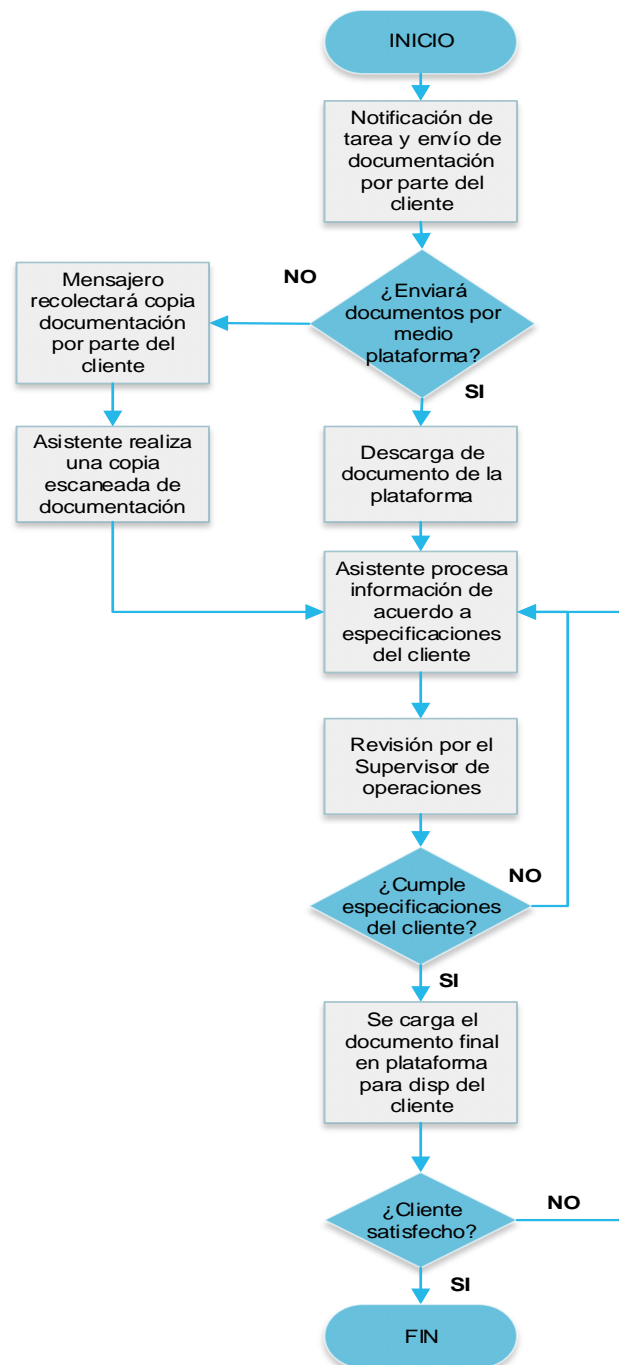 INICIO
Notificación de
tarea y envío de
documentación
por parte del
cliente
¿Enviará
documentos por
medio
plataforma?
NO
Mensajero
recolectará copia
documentación
por parte del
cliente
Asistente realiza
una copia
escaneada de
documentación
SI
Descarga de
documento de la
plataforma
Asistente procesa
información de
acuerdo a
especificaciones
del cliente
Revisión por el
Supervisor de
operaciones
¿Cumple
especificaciones
del cliente?
NO
SI
Se carga el
documento final
en plataforma
para disp del
cliente
¿Cliente
satisfecho?
NO
SI
FIN